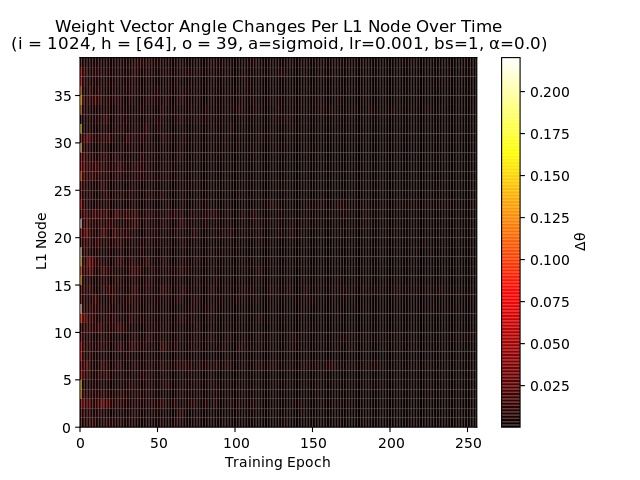 Weight Vector Angle Changes Per L1 Node Over Time
(i = 1024, h = [64], o = 39, a=sigmoid, lr=0.001, bs=1, α=0.0)
35
30
25
20
15
10
5
0
L1 Node
0 50 100 150 200 250
Training Epoch
0.200
0.175
0.150
0.125
0.100
0.075
0.050
0.025
Δθ